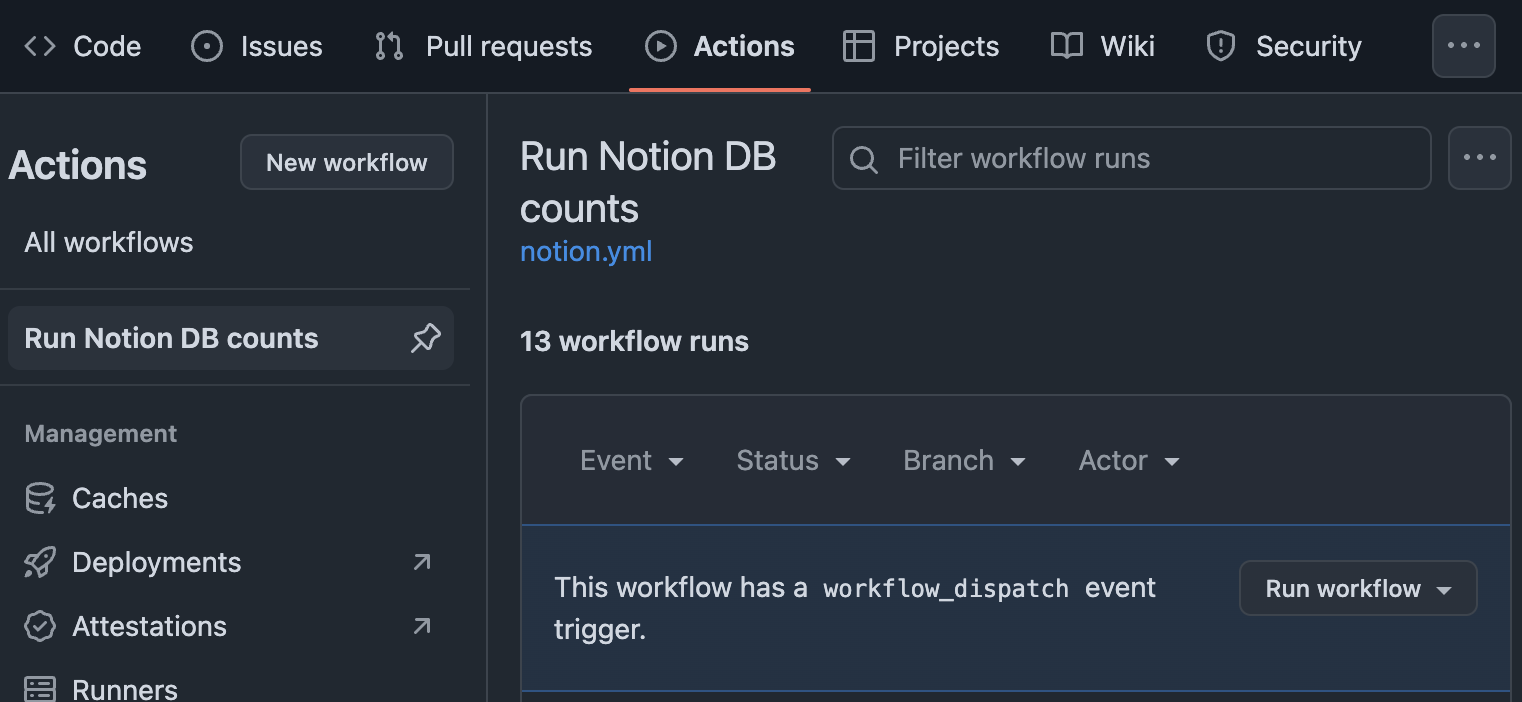 Code Issues Pull requests Actions Projects Wiki Security
Actions
New workflow
All workflows
Run Notion DB counts
Management
Caches
Deployments
Attestations
Runners
Run Notion DB
counts
notion.yml
Filter workflow runs
13 workflow runs
Event Status Branch Actor
This workflow has a workflow_dispatch event
trigger.
Run workflow